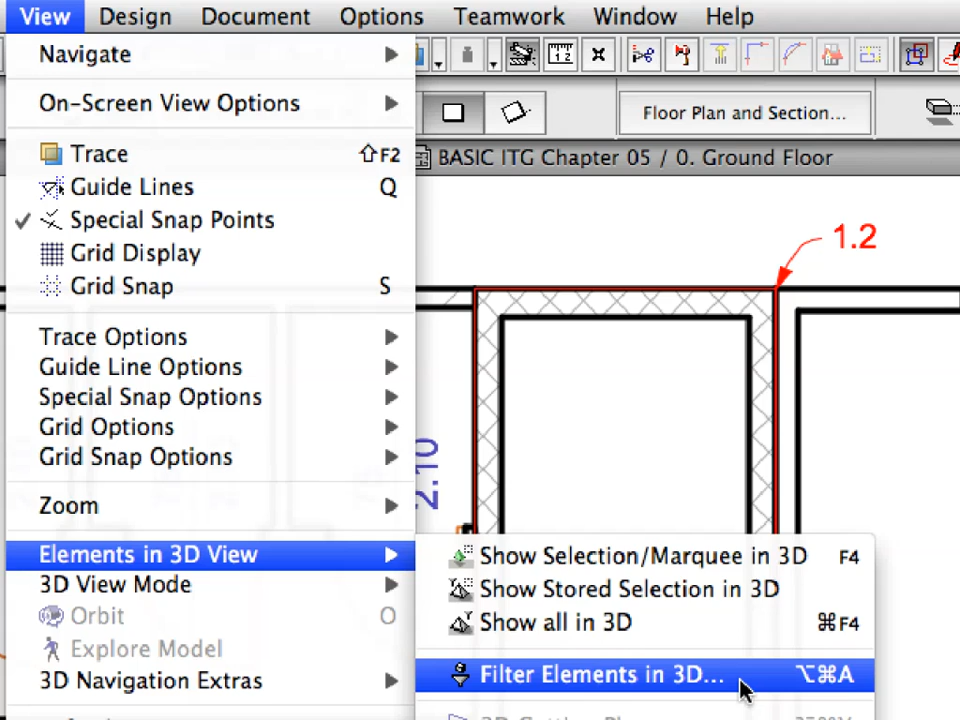 View Design Document Options Teamwork Window Help
Navigate
On-Screen View Options
Floor Plan and Section...
Trace ⇧F2
BASIC ITG Chapter 05 / 0. Ground Floor
Guide Lines Q
✓ Special Snap Points
1.2
Grid Display
Grid Snap S
Trace Options
Guide Line Options
Special Snap Options
Grid Options
Grid Snap Options
2.10
Zoom
Elements in 3D View
Show Selection/Marquee in 3D F4
3D View Mode
Show Stored Selection in 3D
Orbit O
Show all in 3D ⌘F4
Explore Model
Filter Elements in 3D... ⌥⌘A
3D Navigation Extras